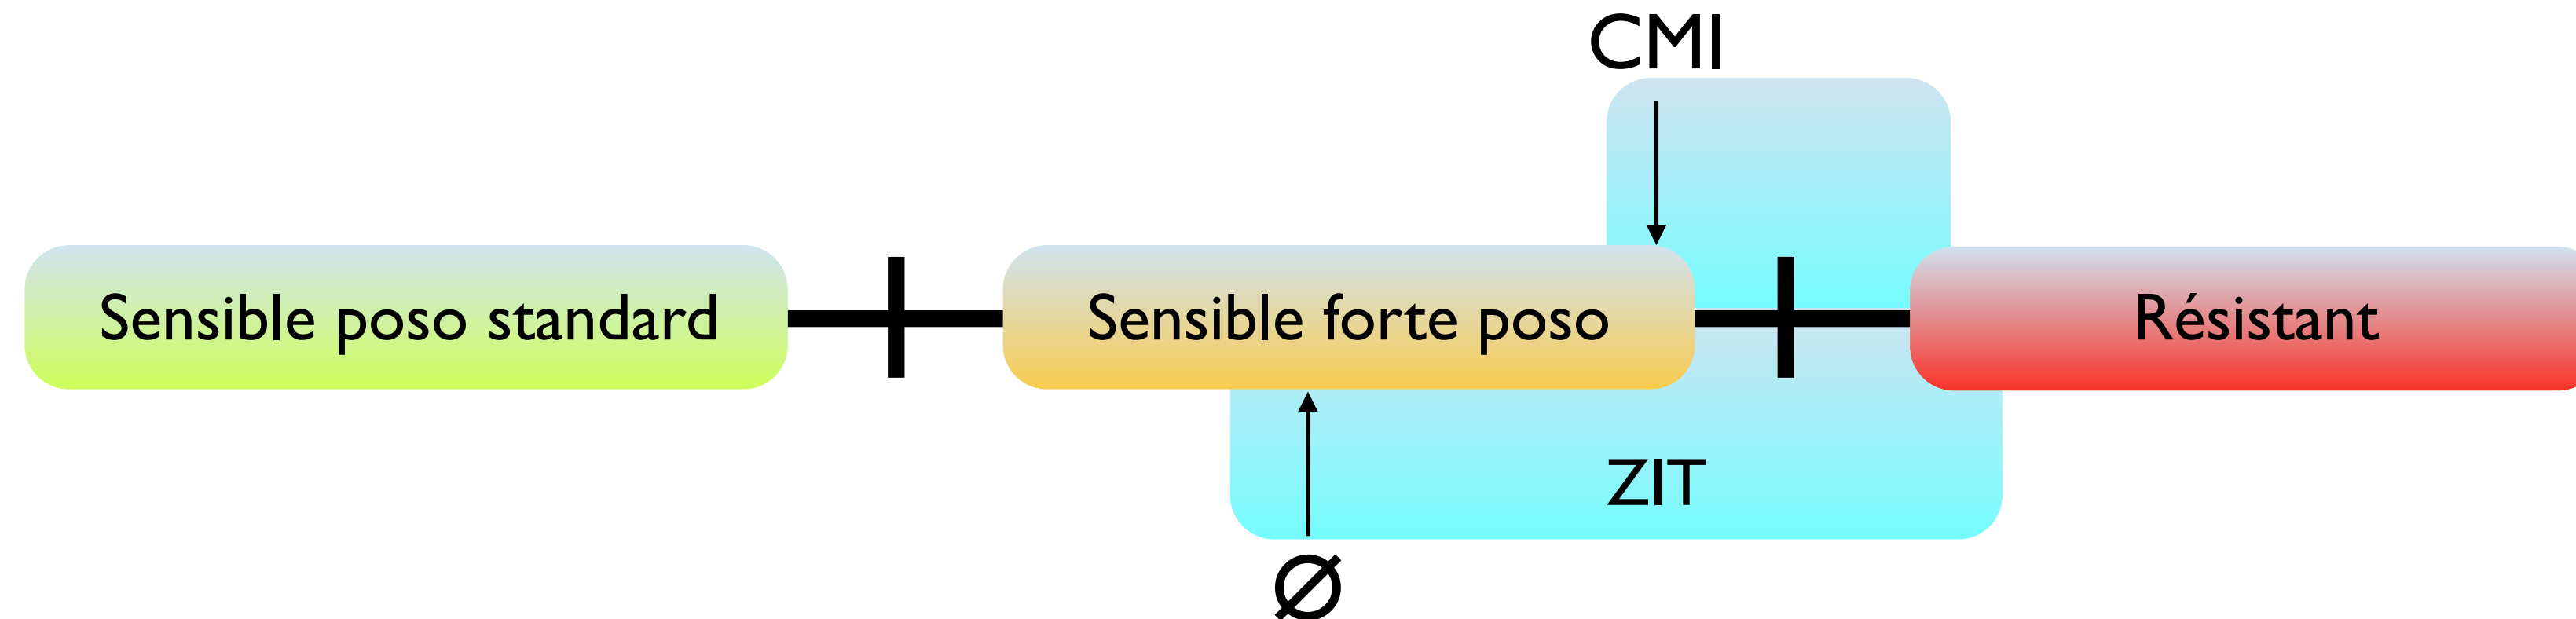 CMI
Sensible poso standard
Sensible forte poso
Résistant
ZIT
Ø